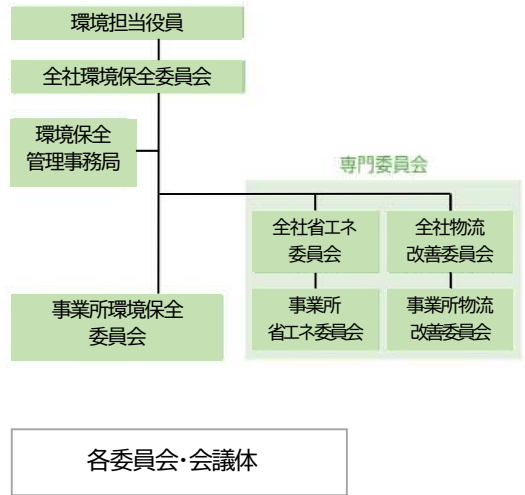 環境担当役員
全社環境保全委員会
環境保全
管理事務局
専門委員会
全社省エネ
委員会
全社物流
改善委員会
事業所環境保全
委員会
事業所
省エネ委員会
事業所物流
改善委員会
各委員会・会議体